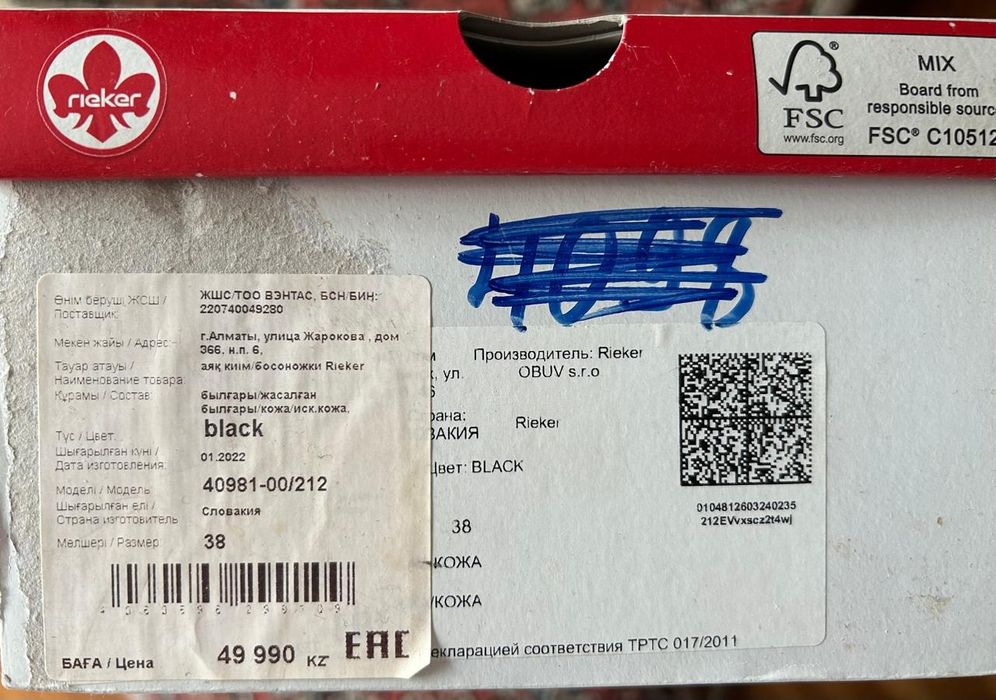 rieker
FSC®
www.fsc.org
MIX
Board from
responsible sourc
FSC® C10512
Өнім беруші ЖСШ /
Поставщик:
ЖШС/ТОО ВЭНТАС, БСН/БИН:
220740049280
Мекен жайы / Адрес:
г.Алматы, улица Жарокова , дом
366, н.п. 6,
Тауар атауы /
Наименование товара:
аяқ киім/босоножки Rieker
Құрамы / Состав:
былғары/жасалған
былғары/кожа/иск.кожа,
Түс / Цвет:
black
Шығарылған күні /
Дата изготовления:
01.2022
Моделі / Модель
40981-00/212
Шығарылған елі /
Страна изготовитель
Словакия
Мөлшері / Размер:
38
БАҒА / Цена
49 990 KZ
EAC
Производитель: Rieker
OBUV s.r.o
, ул.
рана:
ВАКИЯ
Rieker
Цвет: BLACK
38
/КОЖА
/КОЖА
екларацией соответствия ТРТС 017/2011
0104812603240235
212EVvxscz2t4wj